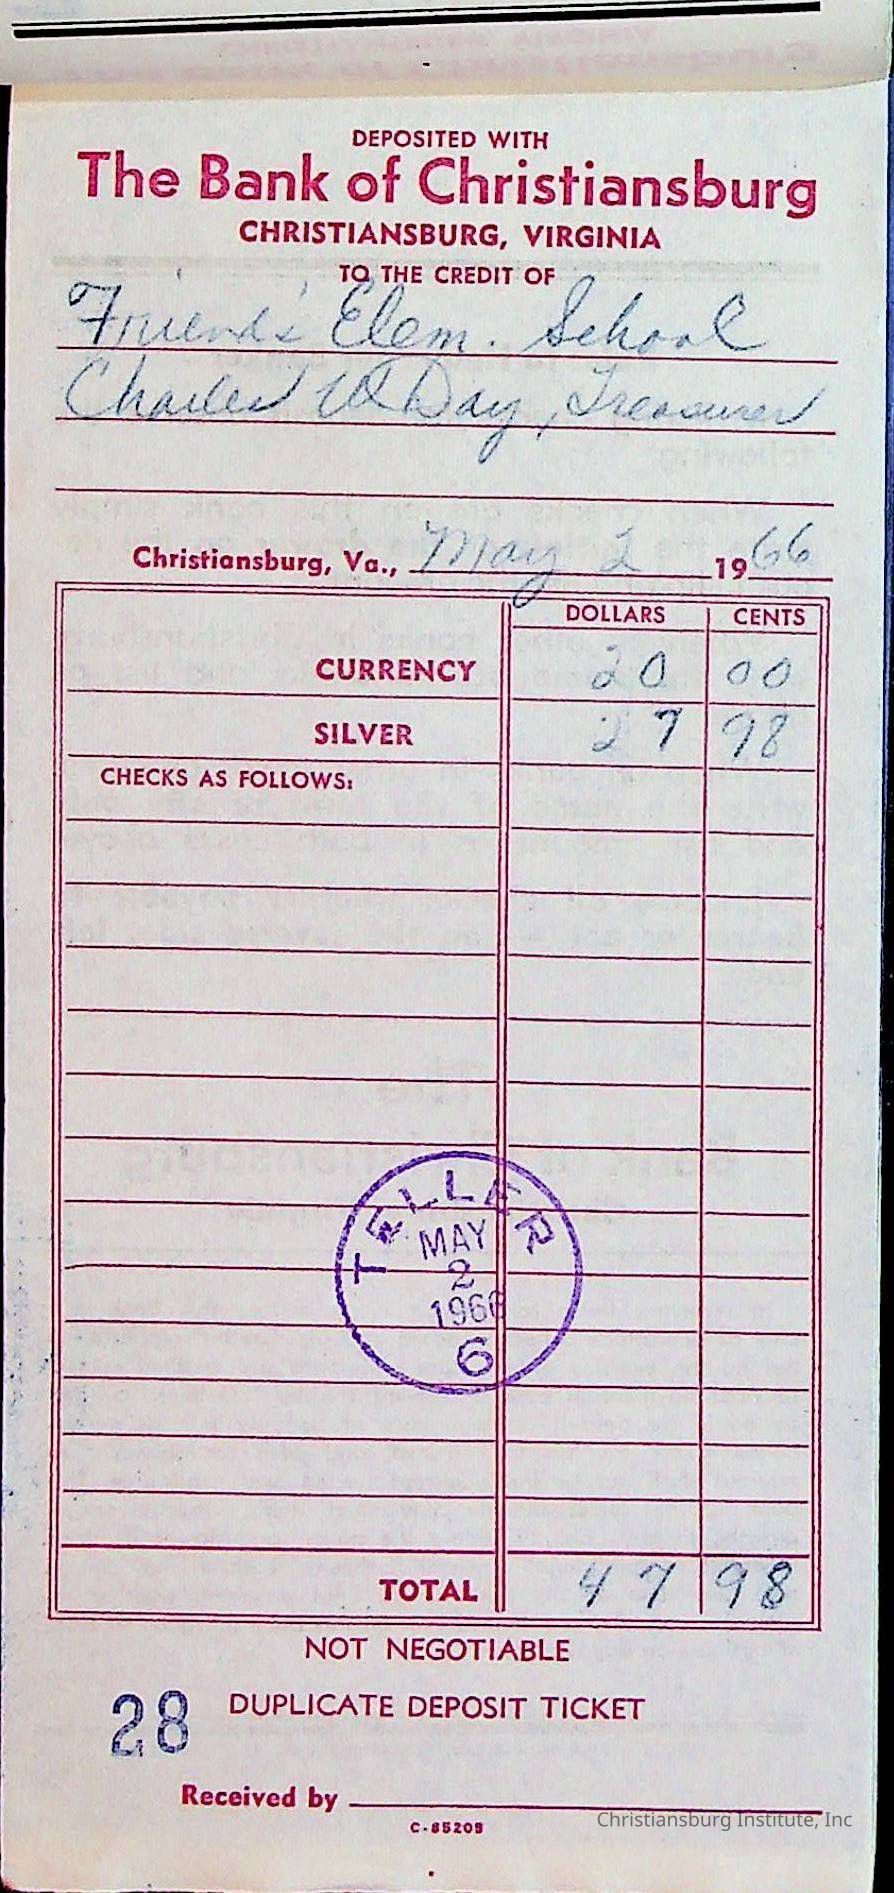 DEPOSITED WITH
The Bank of Christiansburg
CHRISTIANSBURG, VIRGINIA
TO THE CREDIT OF
Friend's Elem. School
Charles W Day, Treasurer
Christiansburg, Va., May 2 1966
DOLLARS CENTS
CURRENCY 20 00
SILVER 27 98
CHECKS AS FOLLOWS:
TELLER
MAY
2
1966
6
TOTAL 47 98
NOT NEGOTIABLE
28 DUPLICATE DEPOSIT TICKET
Received by
Christiansburg Institute, Inc
C-85209